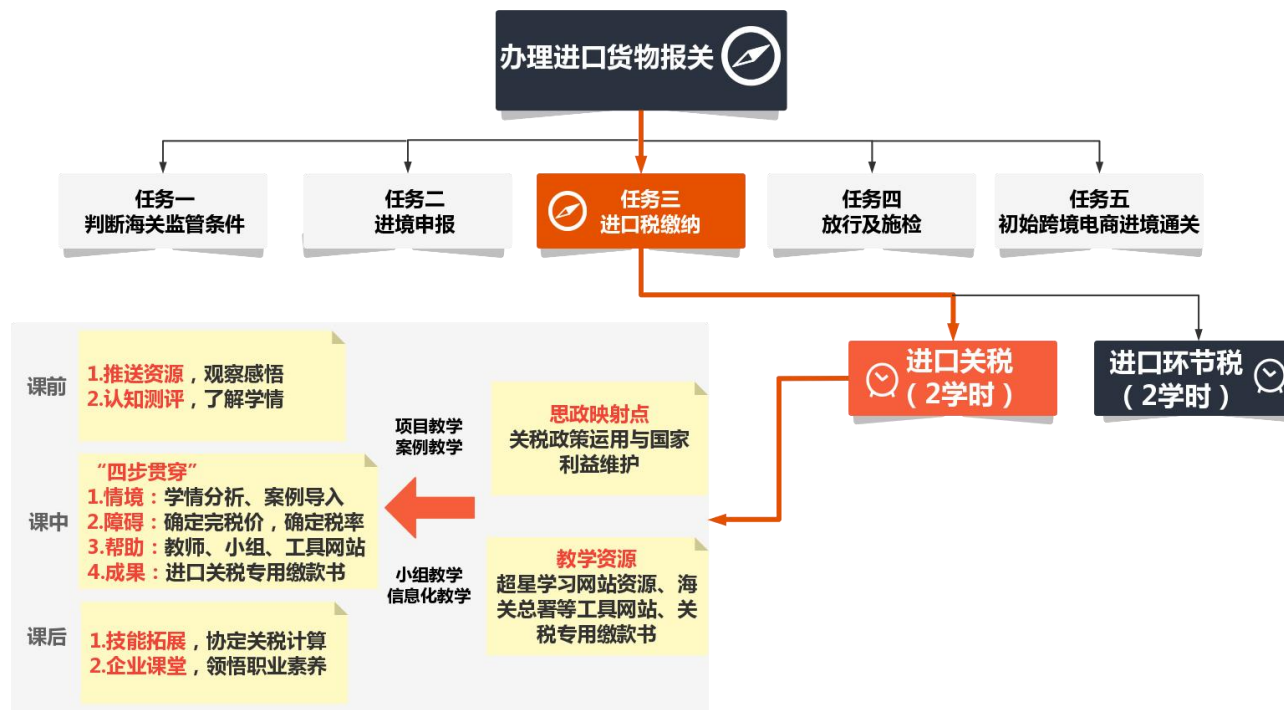 办理进口货物报关
任务一
判断海关监管条件
任务二
进境申报
任务三
进口税缴纳
任务四
放行及施检
任务五
初始跨境电商进境通关
进口关税
（2学时）
进口环节税
（2学时）
课前
1.推送资源，观察感悟
2.认知测评，了解学情
课中
“四步贯穿”
1.情境：学情分析、案例导入
2.障碍：确定完税价，确定税率
3.帮助：教师、小组、工具网站
4.成果：进口关税专用缴款书
课后
1.技能拓展，协定关税计算
2.企业课堂，领悟职业素养
项目教学
案例教学
小组教学
信息化教学
思政映射点
关税政策运用与国家
利益维护
教学资源
超星学习网站资源、海
关总署等工具网站、关
税专用缴款书